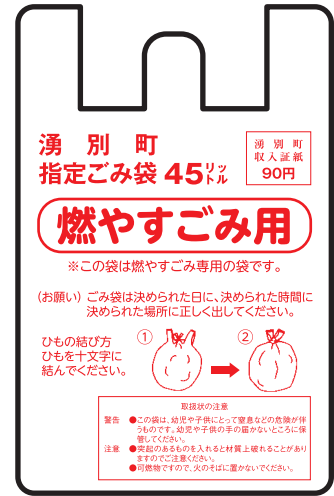 湧別町
指定ごみ袋 45リットル
湧別町
収入証紙
90円
燃やすごみ用
※この袋は燃やすごみ専用の袋です。
(お願い) ごみ袋は決められた日に、決められた時間に
決められた場所に正しく出してください。
ひもの結び方
ひもを十文字に
結んでください。
① ②
取扱状の注意
警告 ●この袋は、幼児や子供にとって窒息などの危険が伴
うものです。幼児や子供の手の届かないところに保
管してください。
注意 ●突起のあるものを入れると材質上破れることがあり
ますのでご注意ください。
●可燃物ですので、火のそばに置かないでください。